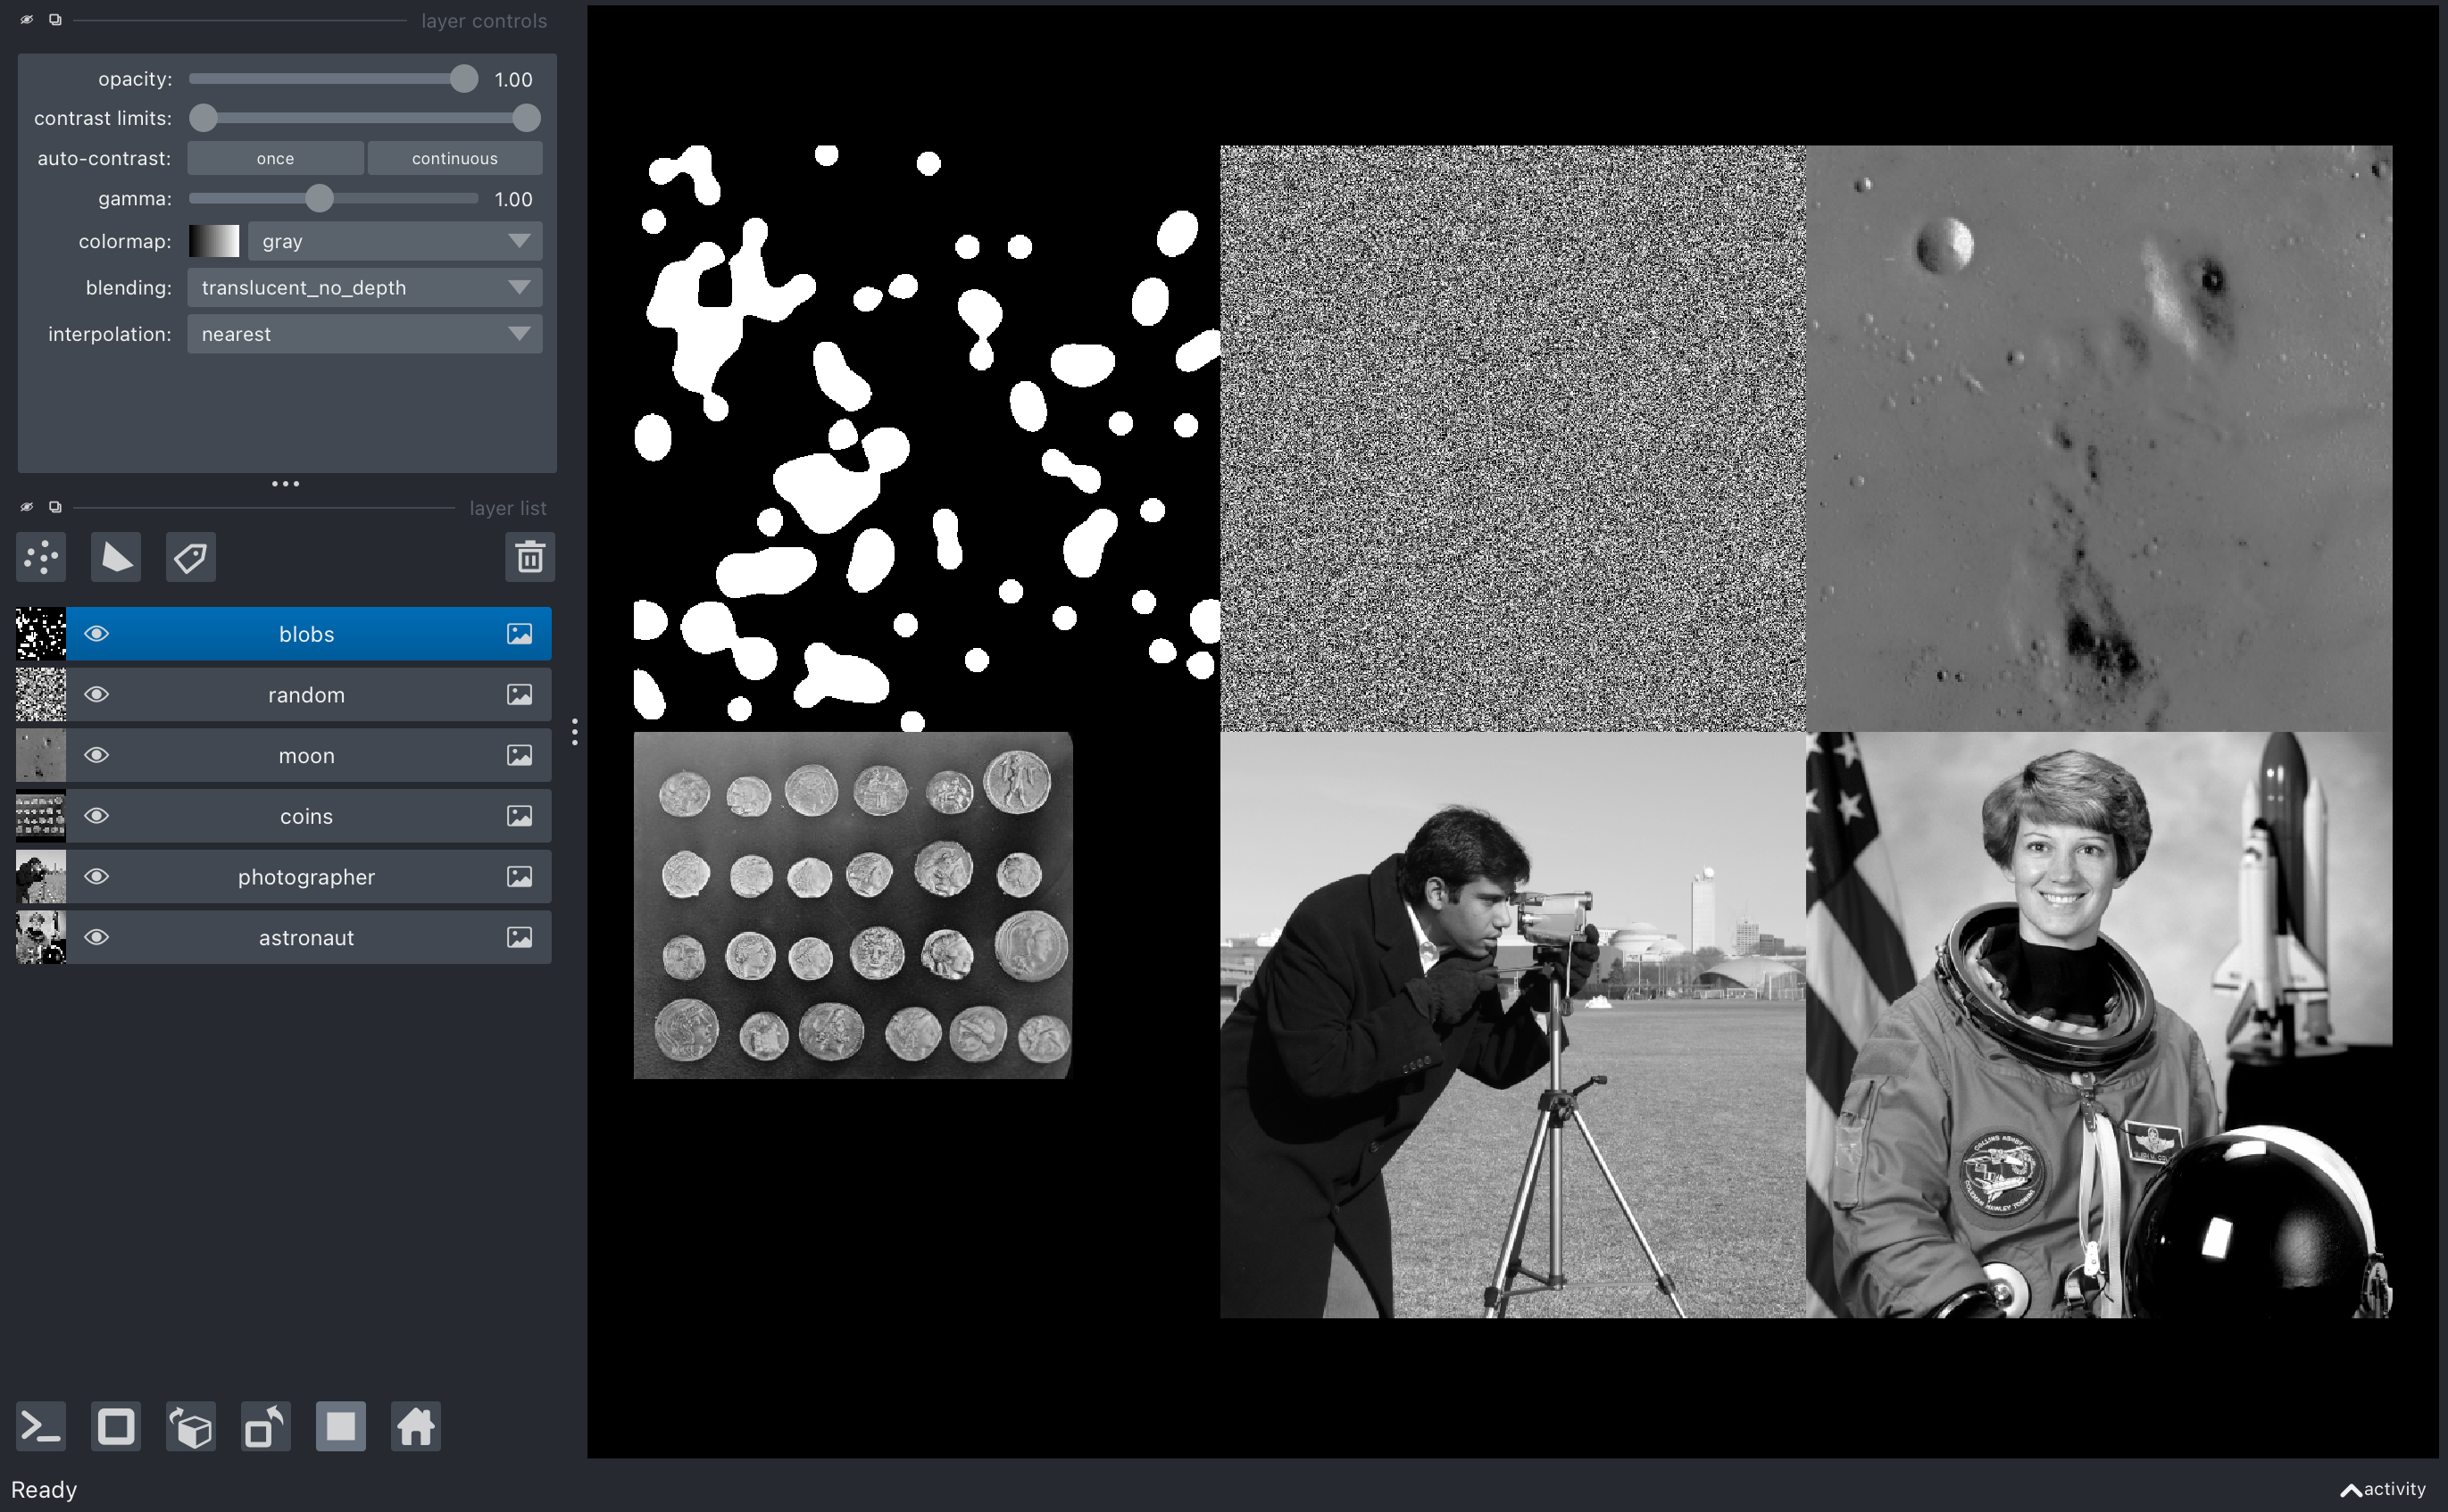 layer controls
opacity: 1.00
contrast limits:
auto-contrast: once continuous
gamma: 1.00
colormap: gray
blending: translucent_no_depth
interpolation: nearest
layer list
blobs
random
moon
coins
photographer
astronaut
Ready
activity